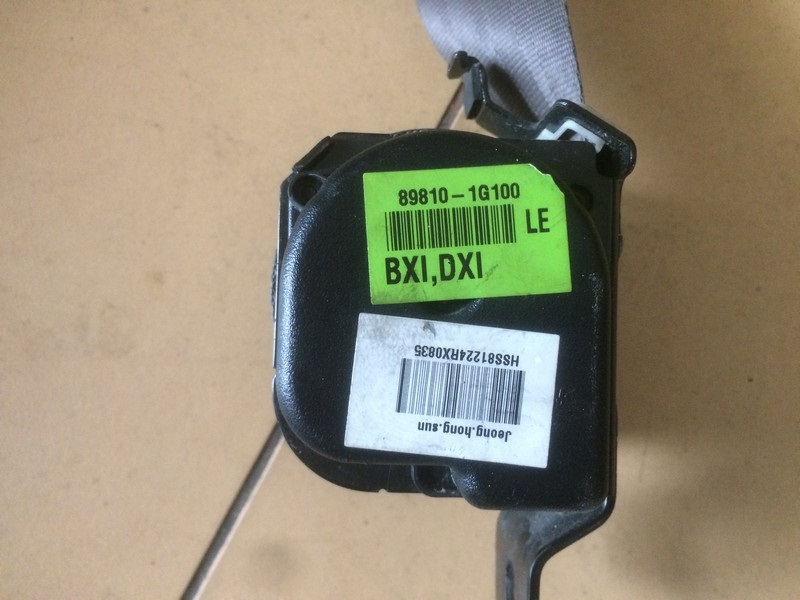 89810-1G100
LE
BXI,DXI
Jeong.hong.sun
HSS81224RX0835